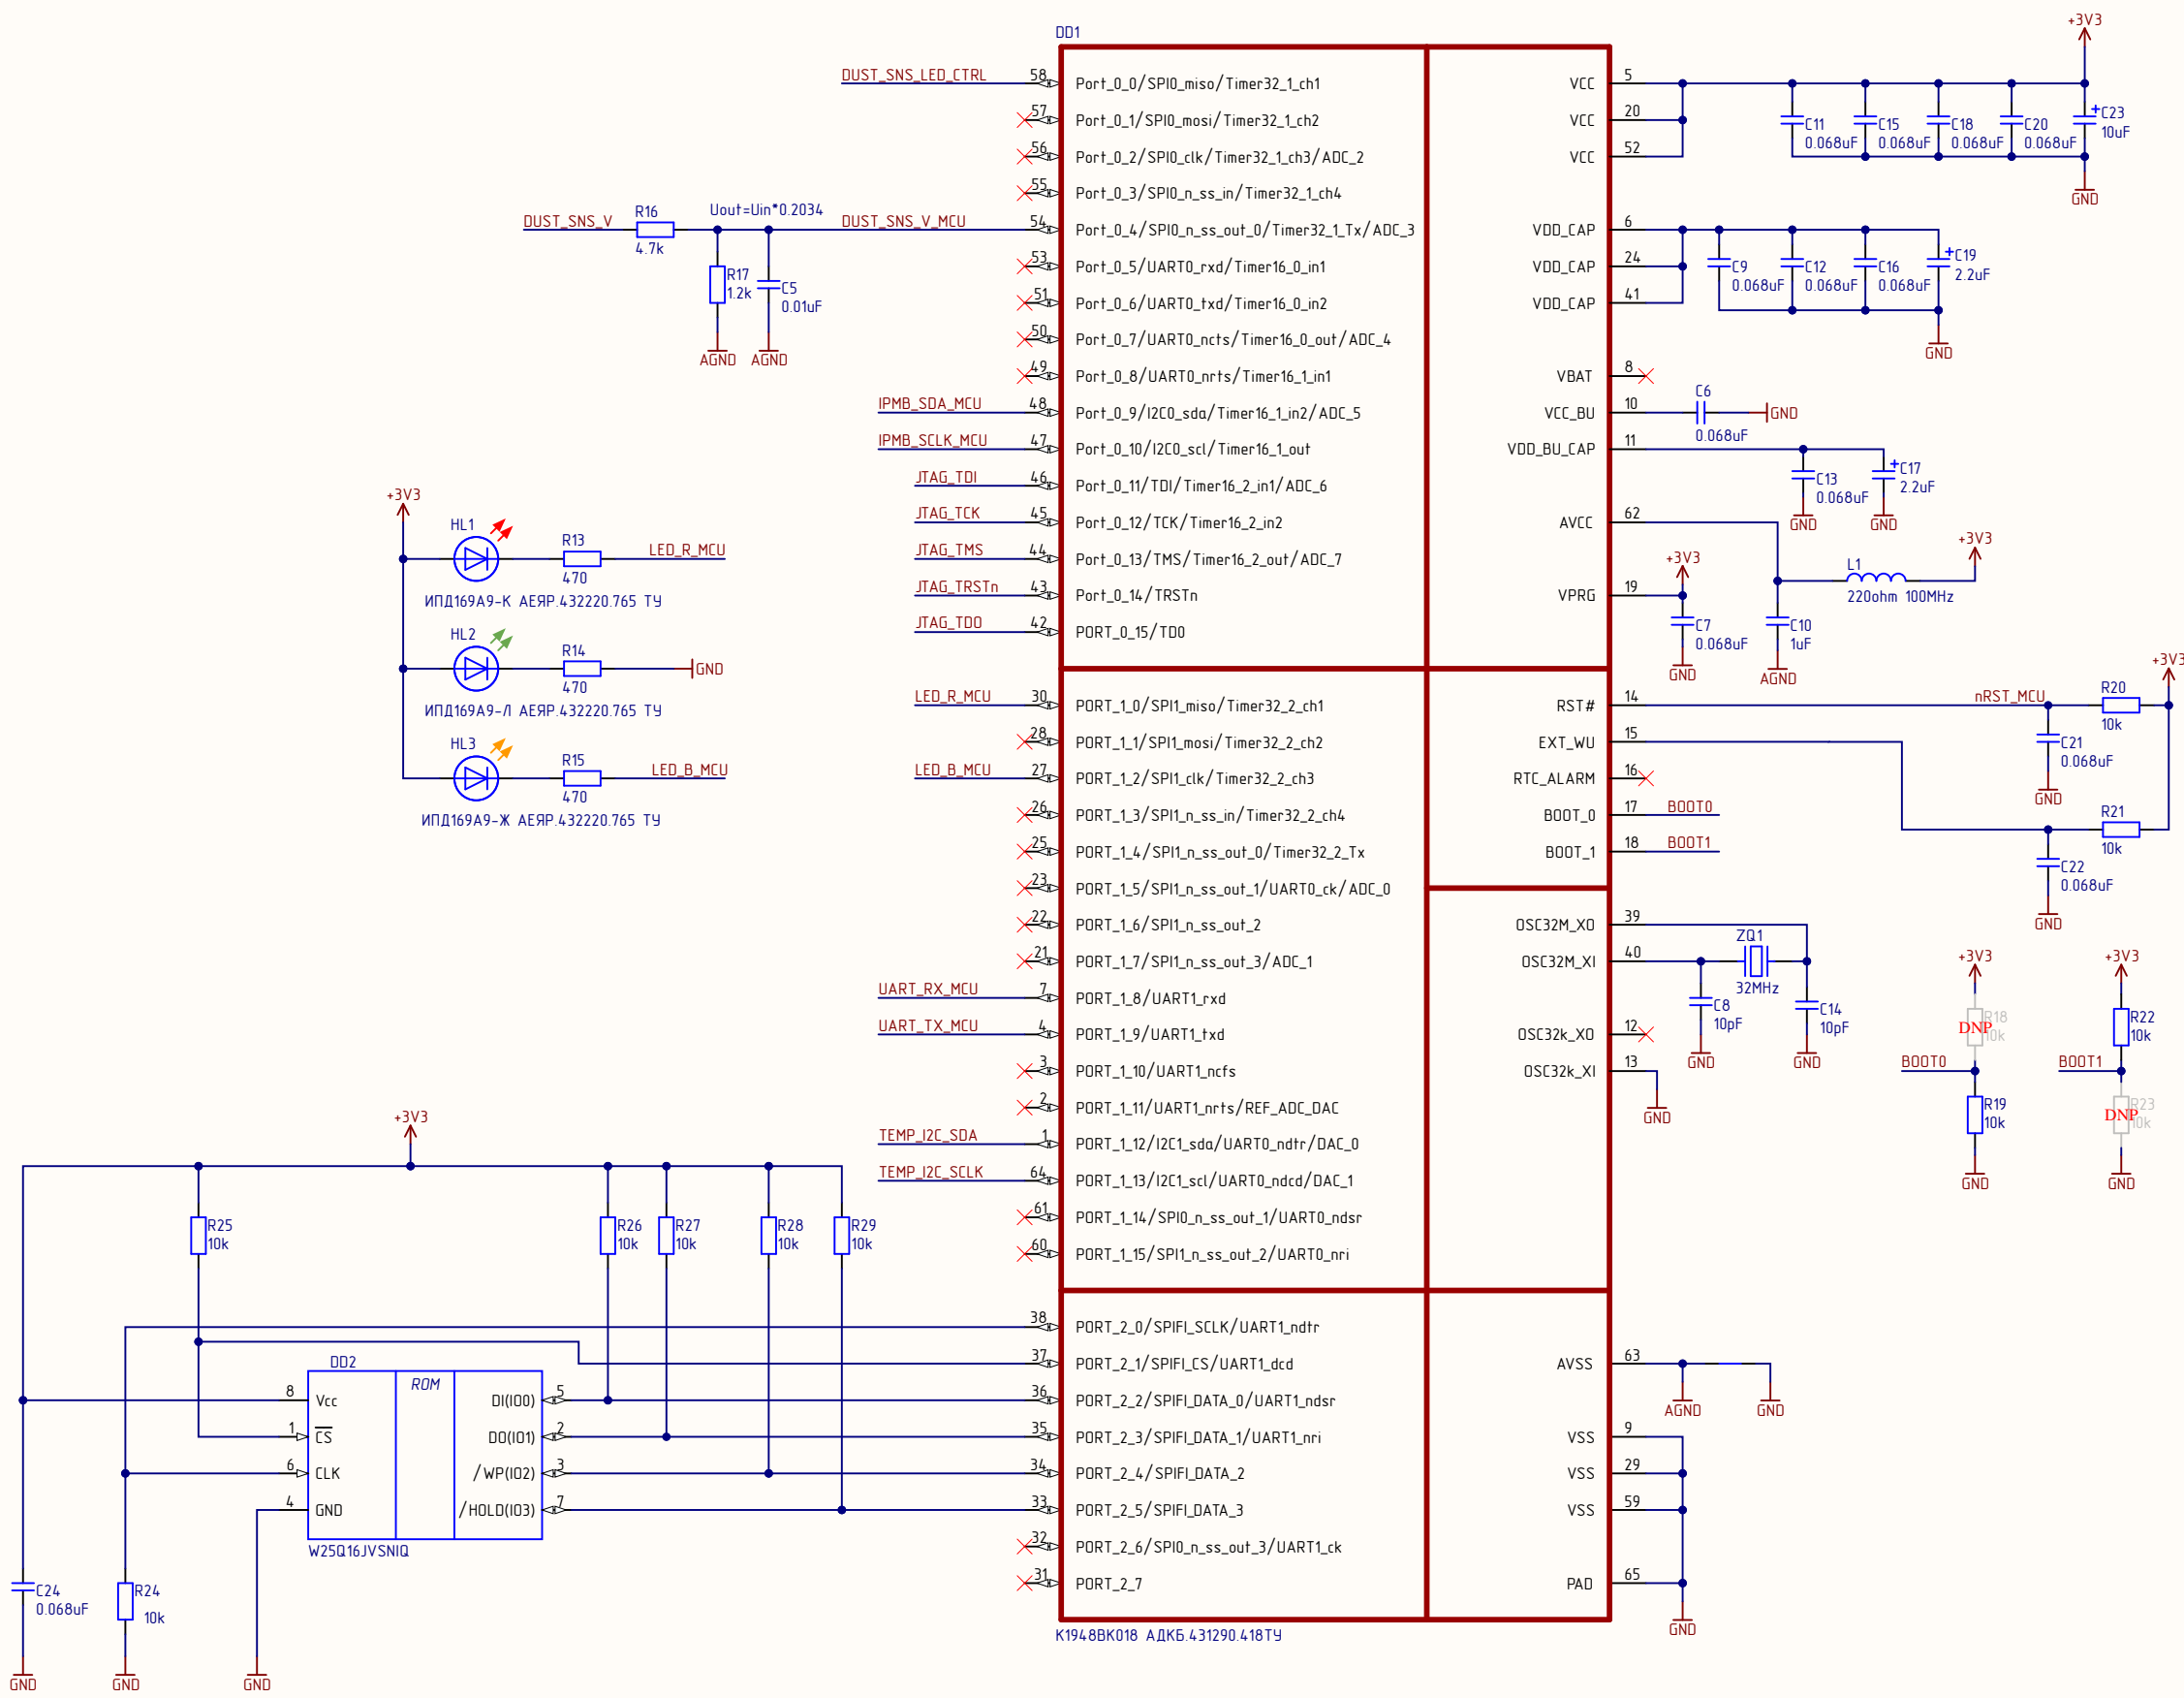 DD1
DUST_SNS_LED_CTRL
58
Port_0_0/SPI0_miso/Timer32_1_ch1
57
Port_0_1/SPI0_mosi/Timer32_1_ch2
56
Port_0_2/SPI0_clk/Timer32_1_ch3/ADC_2
55
Port_0_3/SPI0_n_ss_in/Timer32_1_ch4
54
Port_0_4/SPI0_n_ss_out_0/Timer32_1_Tx/ADC_3
53
Port_0_5/UART0_rxd/Timer16_0_in1
51
Port_0_6/UART0_txd/Timer16_0_in2
50
Port_0_7/UART0_ncts/Timer16_0_out/ADC_4
49
Port_0_8/UART0_nrts/Timer16_1_in1
IPMB_SDA_MCU
48
Port_0_9/I2C0_sda/Timer16_1_in2/ADC_5
IPMB_SCLK_MCU
47
Port_0_10/I2C0_scl/Timer16_1_out
JTAG_TDI
46
Port_0_11/TDI/Timer16_2_in1/ADC_6
JTAG_TCK
45
Port_0_12/TCK/Timer16_2_in2
JTAG_TMS
44
Port_0_13/TMS/Timer16_2_out/ADC_7
JTAG_TRSTn
43
Port_0_14/TRSTn
JTAG_TDO
42
PORT_0_15/TDO
DUST_SNS_V
R16
4.7k
Uout=Uin*0.2034
DUST_SNS_V_MCU
R17
1.2k
C5
0.01uF
AGND
AGND
+3V3
HL1
R13
470
LED_R_MCU
ИПД169А9-К АЕЯР.432220.765 ТУ
HL2
R14
470
GND
ИПД169А9-Л АЕЯР.432220.765 ТУ
HL3
R15
470
LED_B_MCU
ИПД169А9-Ж АЕЯР.432220.765 ТУ
LED_R_MCU
30
PORT_1_0/SPI1_miso/Timer32_2_ch1
28
PORT_1_1/SPI1_mosi/Timer32_2_ch2
LED_B_MCU
27
PORT_1_2/SPI1_clk/Timer32_2_ch3
26
PORT_1_3/SPI1_n_ss_in/Timer32_2_ch4
25
PORT_1_4/SPI1_n_ss_out_0/Timer32_2_Tx
23
PORT_1_5/SPI1_n_ss_out_1/UART0_ck/ADC_0
22
PORT_1_6/SPI1_n_ss_out_2
21
PORT_1_7/SPI1_n_ss_out_3/ADC_1
UART_RX_MCU
7
PORT_1_8/UART1_rxd
UART_TX_MCU
4
PORT_1_9/UART1_txd
3
PORT_1_10/UART1_ncfs
2
PORT_1_11/UART1_nrts/REF_ADC_DAC
TEMP_I2C_SDA
1
PORT_1_12/I2C1_sda/UART0_ndtr/DAC_0
TEMP_I2C_SCLK
64
PORT_1_13/I2C1_scl/UART0_ndcd/DAC_1
61
PORT_1_14/SPI0_n_ss_out_1/UART0_ndsr
60
PORT_1_15/SPI1_n_ss_out_2/UART0_nri
38
PORT_2_0/SPIFI_SCLK/UART1_ndtr
37
PORT_2_1/SPIFI_CS/UART1_dcd
36
PORT_2_2/SPIFI_DATA_0/UART1_ndsr
35
PORT_2_3/SPIFI_DATA_1/UART1_nri
34
PORT_2_4/SPIFI_DATA_2
33
PORT_2_5/SPIFI_DATA_3
32
PORT_2_6/SPI0_n_ss_out_3/UART1_ck
31
PORT_2_7
К1948ВК018 АДКБ.431290.418ТУ
+3V3
R25
10k
R26
10k
R27
10k
R28
10k
R29
10k
DD2
ROM
8
Vcc
1
CS
6
CLK
4
GND
DI(IO0)
5
DO(IO1)
2
/WP(IO2)
3
/HOLD(IO3)
7
W25Q16JVSNIQ
C24
0.068uF
R24
10k
GND
GND
GND
VCC
5
VCC
20
VCC
52
+3V3
C11
0.068uF
C15
0.068uF
C18
0.068uF
C20
0.068uF
+
C23
10uF
GND
VDD_CAP
6
VDD_CAP
24
VDD_CAP
41
C9
0.068uF
C12
0.068uF
C16
0.068uF
+
C19
2.2uF
GND
VBAT
8
VCC_BU
10
C6
0.068uF
GND
VDD_BU_CAP
11
C13
0.068uF
+
C17
2.2uF
GND
GND
AVCC
62
+3V3
L1
220ohm 100MHz
+3V3
VPRG
19
C7
0.068uF
C10
1uF
GND
AGND
RST#
14
nRST_MCU
R20
10k
+3V3
EXT_WU
15
C21
0.068uF
GND
RTC_ALARM
16
BOOT_0
17
BOOT0
BOOT_1
18
BOOT1
R21
10k
C22
0.068uF
GND
OSC32M_XO
39
OSC32M_XI
40
ZQ1
32MHz
C8
10pF
C14
10pF
GND
GND
OSC32k_XO
12
OSC32k_XI
13
GND
+3V3
R18
10k
DNP
BOOT0
R19
10k
GND
+3V3
R22
10k
BOOT1
R23
10k
DNP
GND
AVSS
63
AGND
GND
VSS
9
VSS
29
VSS
59
PAD
65
GND